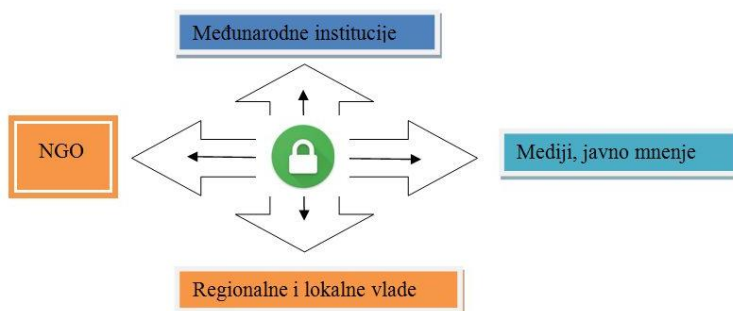 Međunarodne institucije
NGO
Mediji, javno mnenje
Regionalne i lokalne vlade